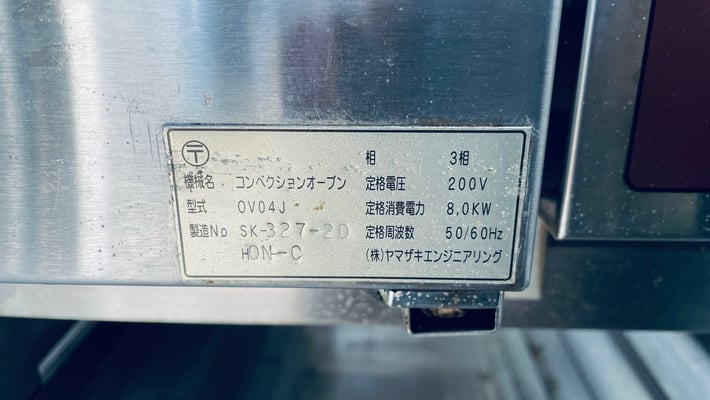 〒
機械名 コンベクションオーブン
型式 OV04J
製造No SK-327-20
HON-C
相 3相
定格電圧 200V
定格消費電力 8.0KW
定格周波数 50/60Hz
(株)ヤマザキエンジニアリング